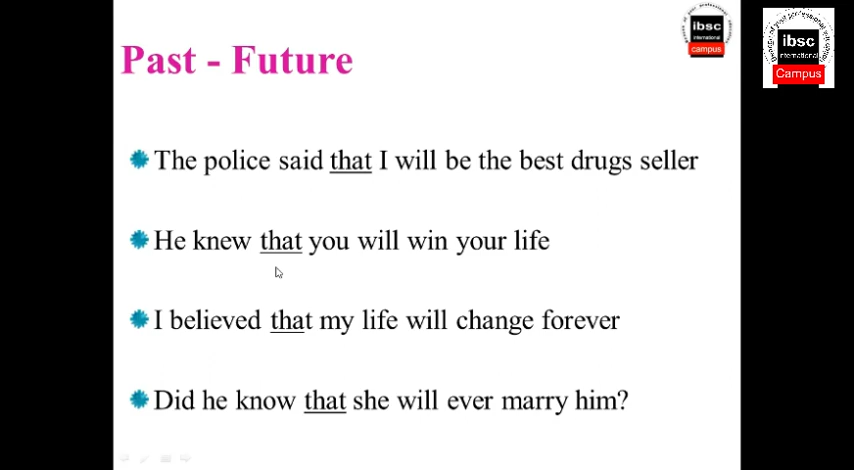 Past - Future
ibsc
international
campus
ibsc
international
Campus
The police said that I will be the best drugs seller
He knew that you will win your life
I believed that my life will change forever
Did he know that she will ever marry him?